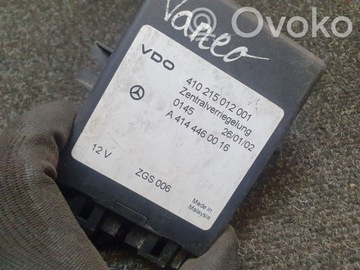 Ovoko
Vaneo
VDO
410 215 012 001
Zentralverriegelung
0145 26/01/02
A 414 446 00 16
12 V
ZGS 006
Made in
Malaysia